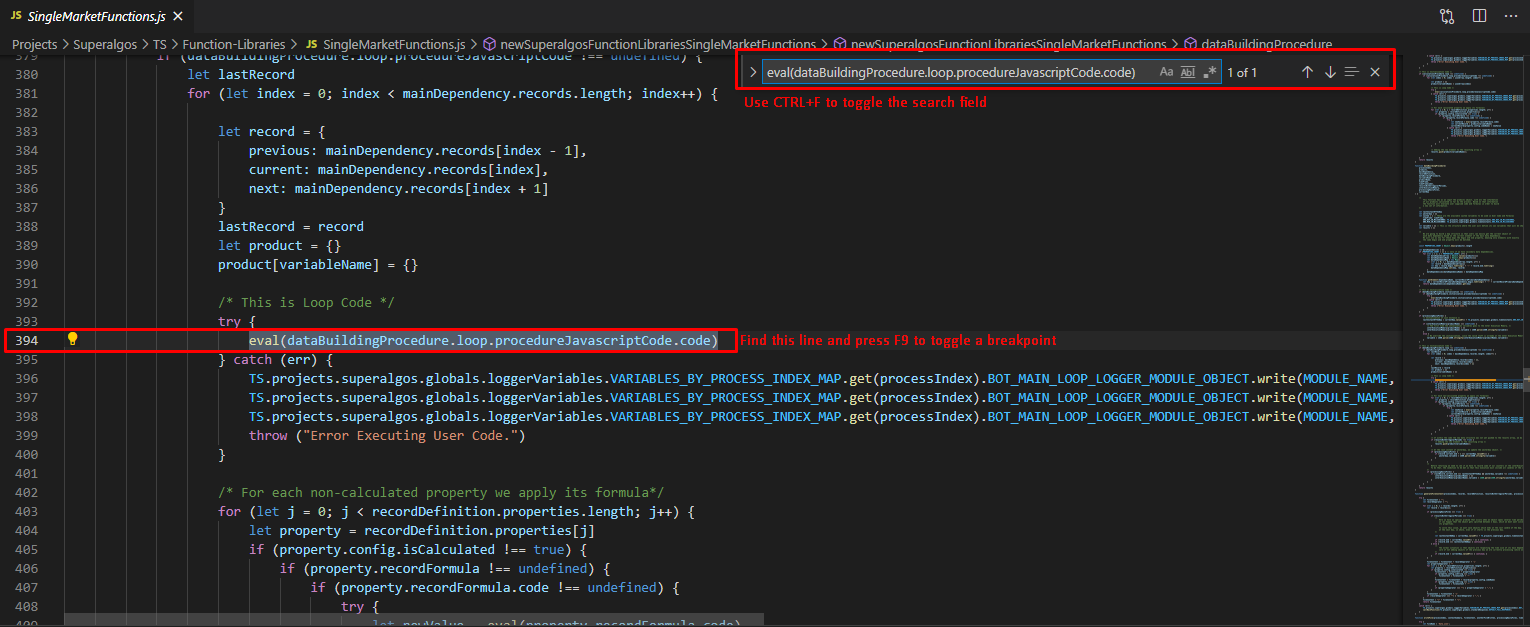 JS SingleMarketFunctions.js
Projects > Superalgos > TS > Function-Libraries > JS SingleMarketFunctions.js > newSuperalgosFunctionLibrariesSingleMarketFunctions > newSuperalgosFunctionLibrariesSingleMarketFunctions > dataBuildingProcedure
eval(dataBuildingProcedure.loop.procedureJavascriptCode.code) Aa Abl .* 1 of 1
Use CTRL+F to toggle the search field
379 if (dataBuildingProcedure.loop.procedureJavascriptCode !== undefined) {
380 let lastRecord
381 for (let index = 0; index < mainDependency.records.length; index++) {
382
383 let record = {
384 previous: mainDependency.records[index - 1],
385 current: mainDependency.records[index],
386 next: mainDependency.records[index + 1]
387 }
388 lastRecord = record
389 let product = {}
390 product[variableName] = {}
391
392 /* This is Loop Code */
393 try {
394 eval(dataBuildingProcedure.loop.procedureJavascriptCode.code) Find this line and press F9 to toggle a breakpoint
395 } catch (err) {
396 TS.projects.superalgos.globals.loggerVariables.VARIABLES_BY_PROCESS_INDEX_MAP.get(processIndex).BOT_MAIN_LOOP_LOGGER_MODULE_OBJECT.write(MODULE_NAME,
397 TS.projects.superalgos.globals.loggerVariables.VARIABLES_BY_PROCESS_INDEX_MAP.get(processIndex).BOT_MAIN_LOOP_LOGGER_MODULE_OBJECT.write(MODULE_NAME,
398 TS.projects.superalgos.globals.loggerVariables.VARIABLES_BY_PROCESS_INDEX_MAP.get(processIndex).BOT_MAIN_LOOP_LOGGER_MODULE_OBJECT.write(MODULE_NAME,
399 throw ("Error Executing User Code.")
400 }
401
402 /* For each non-calculated property we apply its formula*/
403 for (let j = 0; j < recordDefinition.properties.length; j++) {
404 let property = recordDefinition.properties[j]
405 if (property.config.isCalculated !== true) {
406 if (property.recordFormula !== undefined) {
407 if (property.recordFormula.code !== undefined) {
408 try {
409 let newValue = eval(property.recordFormula.code)